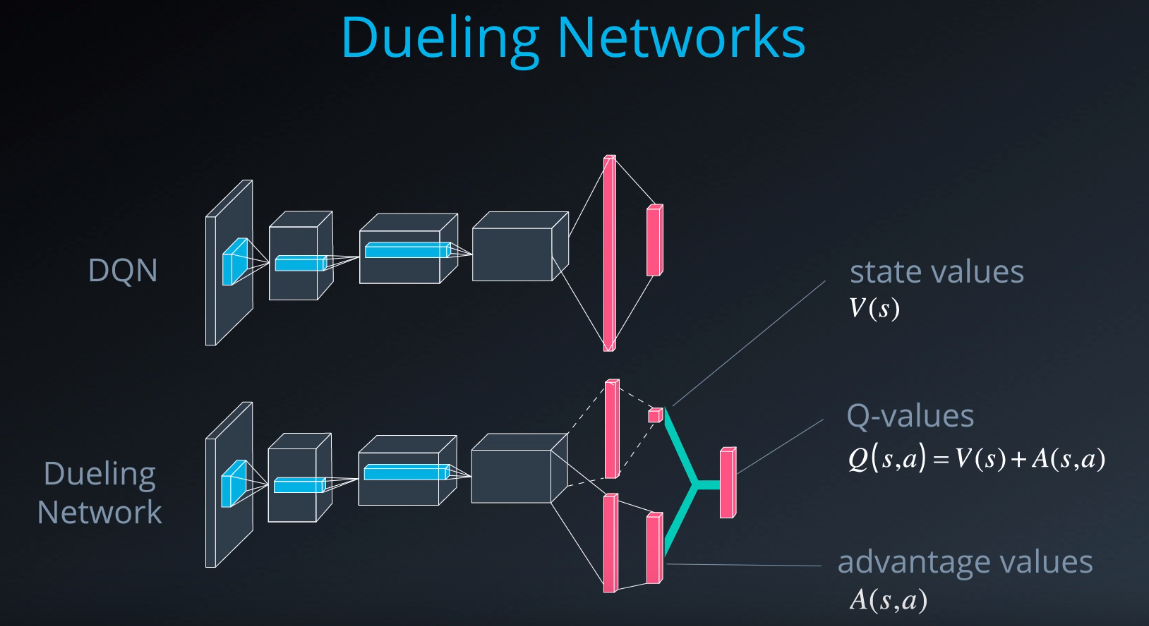 Dueling Networks
DQN
state values
V(s)
Q-values
Q(s,a) = V(s) + A(s,a)
Dueling
Network
advantage values
A(s,a)